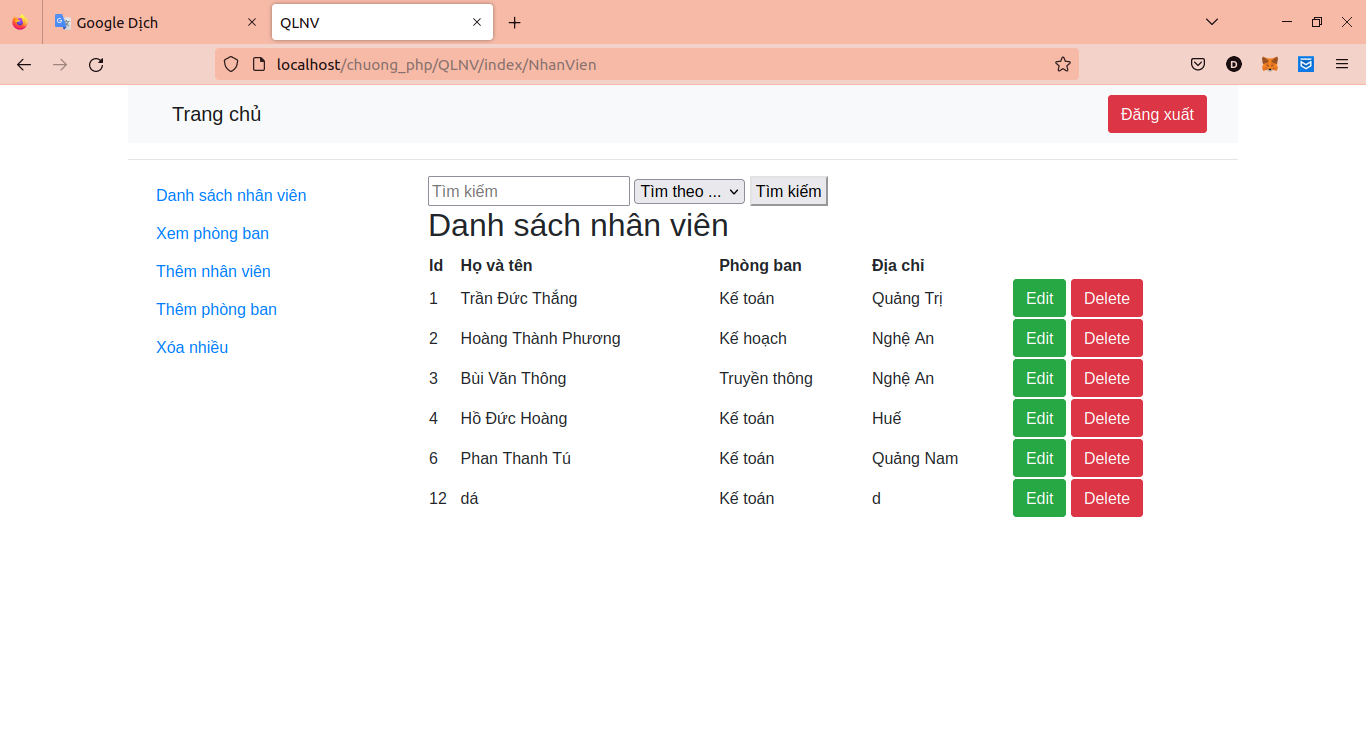 Google Dịch
QLNV
localhost/chuong_php/QLNV/index/NhanVien
D
Trang chủ
Đăng xuất
Danh sách nhân viên
Xem phòng ban
Thêm nhân viên
Thêm phòng ban
Xóa nhiều
Tìm kiếm Tìm theo ... Tìm kiếm
Danh sách nhân viên
Id Họ và tên Phòng ban Địa chỉ
1 Trần Đức Thắng Kế toán Quảng Trị Edit Delete
2 Hoàng Thành Phương Kế hoạch Nghệ An Edit Delete
3 Bùi Văn Thông Truyền thông Nghệ An Edit Delete
4 Hồ Đức Hoàng Kế toán Huế Edit Delete
6 Phan Thanh Tú Kế toán Quảng Nam Edit Delete
12 dá Kế toán d Edit Delete